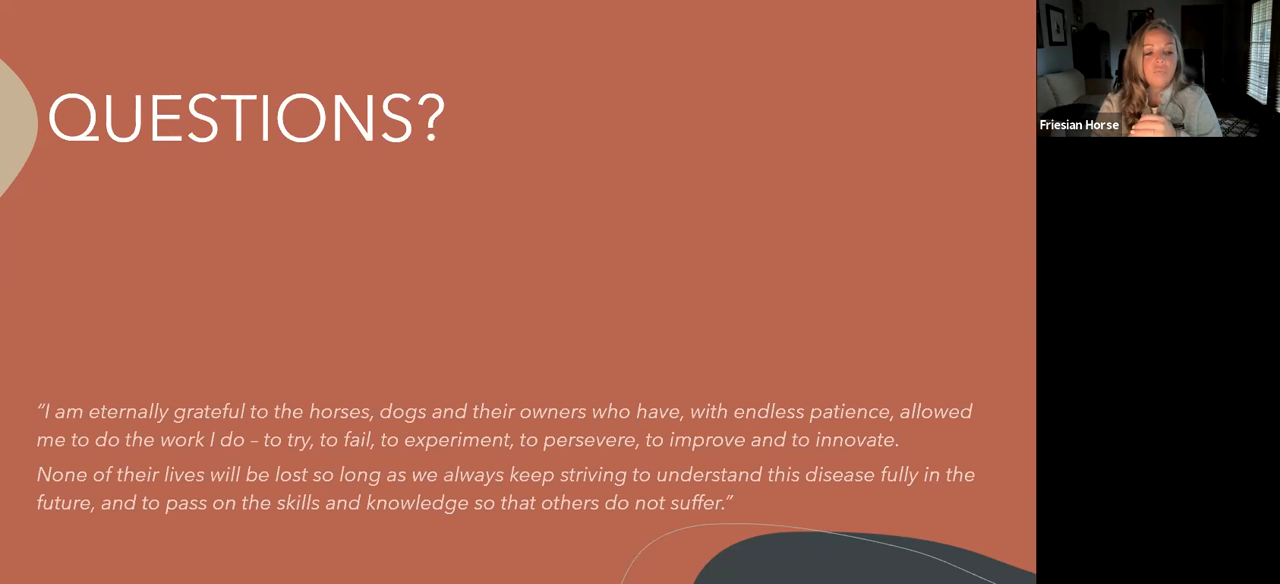 QUESTIONS?
Friesian Horse
“I am eternally grateful to the horses, dogs and their owners who have, with endless patience, allowed
me to do the work I do – to try, to fail, to experiment, to persevere, to improve and to innovate.
None of their lives will be lost so long as we always keep striving to understand this disease fully in the
future, and to pass on the skills and knowledge so that others do not suffer.”